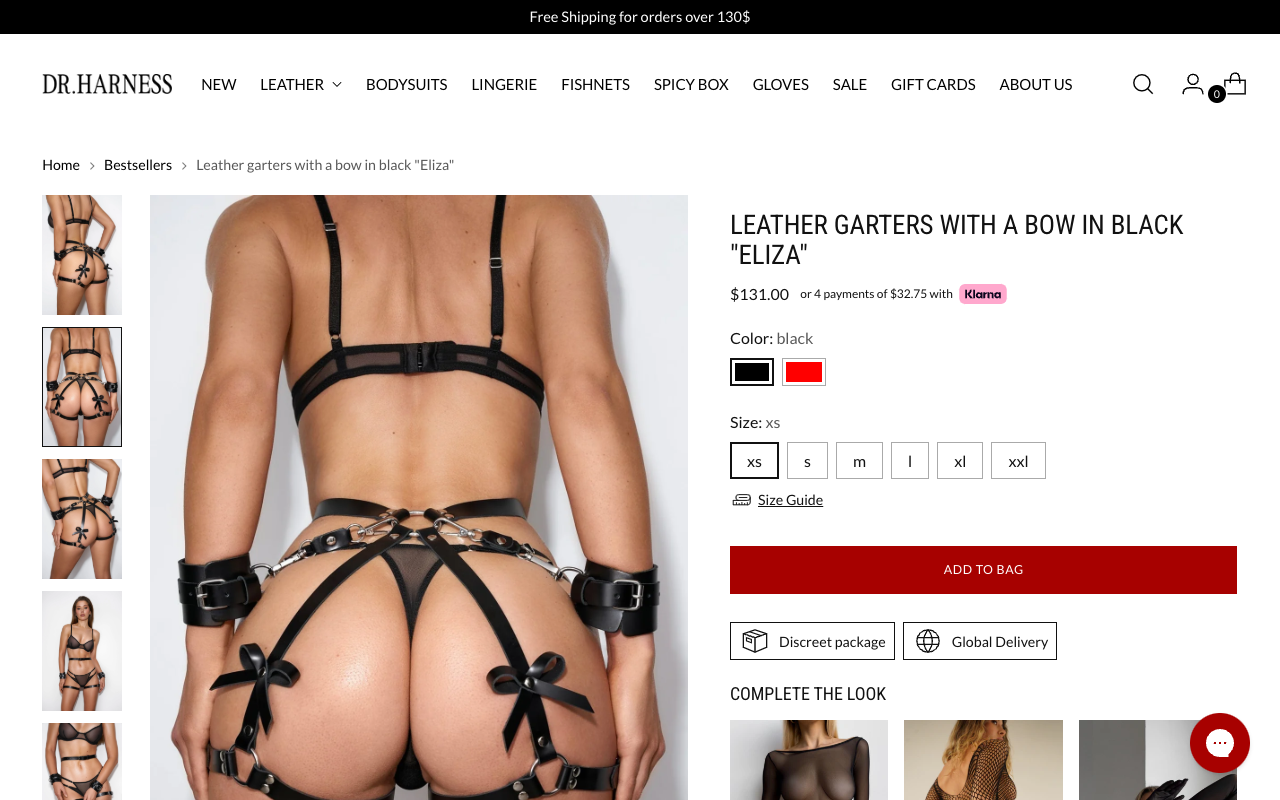 Free Shipping for orders over 130$
DR.HARNESS
NEW
LEATHER
BODYSUITS
LINGERIE
FISHNETS
SPICY BOX
GLOVES
SALE
GIFT CARDS
ABOUT US
0
Home > Bestsellers > Leather garters with a bow in black "Eliza"
LEATHER GARTERS WITH A BOW IN BLACK
"ELIZA"
$131.00
or 4 payments of $32.75 with Klarna
Color: black
Size: xs
xs
s
m
l
xl
xxl
Size Guide
ADD TO BAG
Discreet package
Global Delivery
COMPLETE THE LOOK